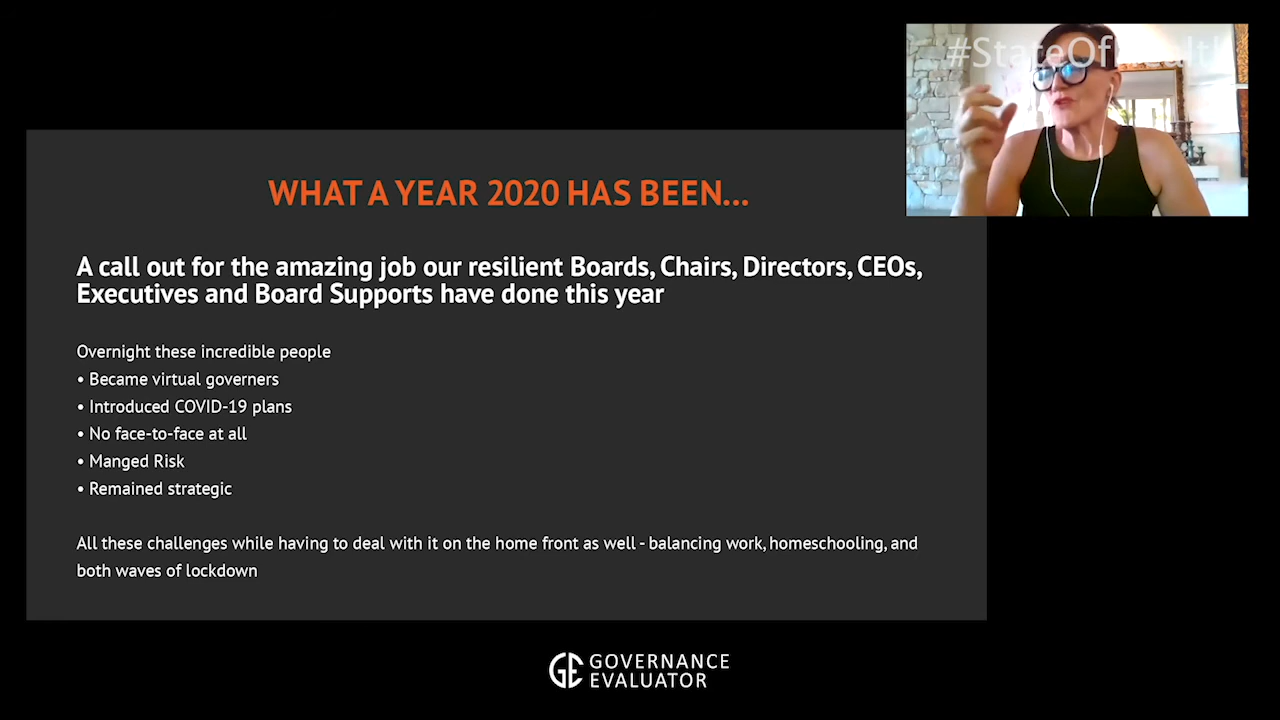 #StateOfHealth
WHAT A YEAR 2020 HAS BEEN...
A call out for the amazing job our resilient Boards, Chairs, Directors, CEOs,
Executives and Board Supports have done this year
Overnight these incredible people
• Became virtual governers
• Introduced COVID-19 plans
• No face-to-face at all
• Manged Risk
• Remained strategic
All these challenges while having to deal with it on the home front as well - balancing work, homeschooling, and
both waves of lockdown
GE GOVERNANCE
EVALUATOR